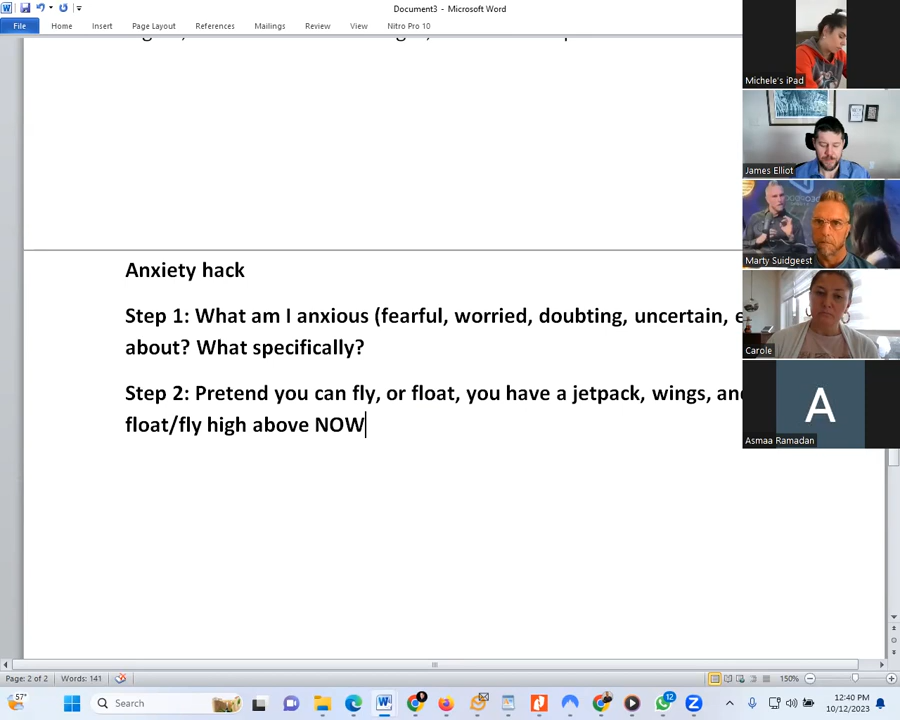 Document3 - Microsoft Word
File Home Insert Page Layout References Mailings Review View Nitro Pro 10
Anxiety hack
Step 1: What am I anxious (fearful, worried, doubting, uncertain,
about? What specifically?
Step 2: Pretend you can fly, or float, you have a jetpack, wings,
float/fly high above NOW
Michele's iPad
James Elliot
Marty Suidgeest
Carole
A
Asmaa Ramadan
Page: 2 of 2 Words: 141 150%
57° Search 12 12:40 PM
10/12/2023